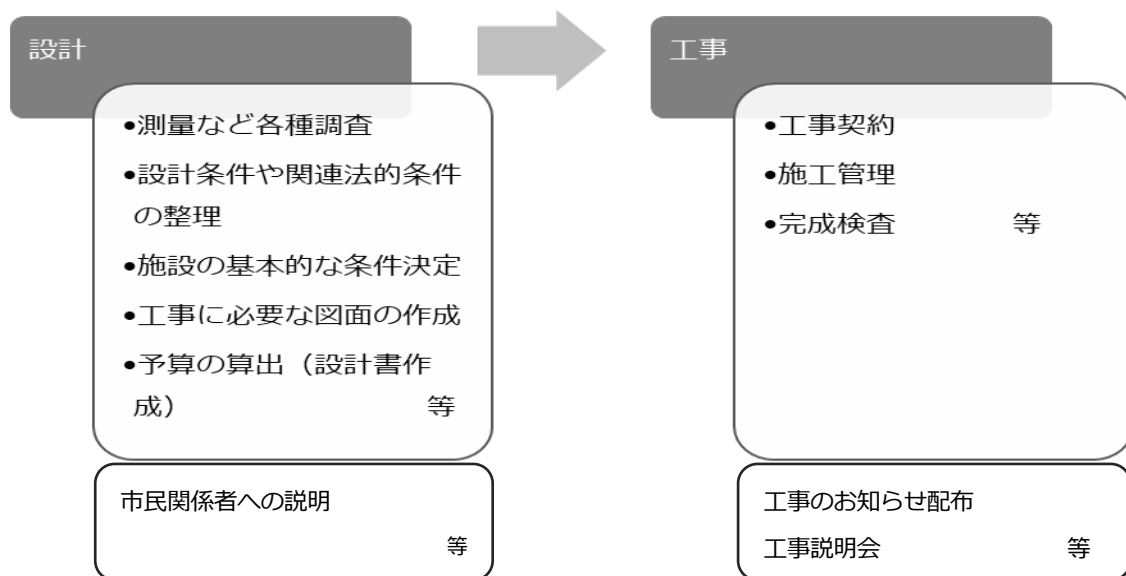 設計
•測量など各種調査
•設計条件や関連法的条件
の整理
•施設の基本的な条件決定
•工事に必要な図面の作成
•予算の算出（設計書作
成） 等
市民関係者への説明
等
工事
•工事契約
•施工管理
•完成検査 等
工事のお知らせ配布
工事説明会 等